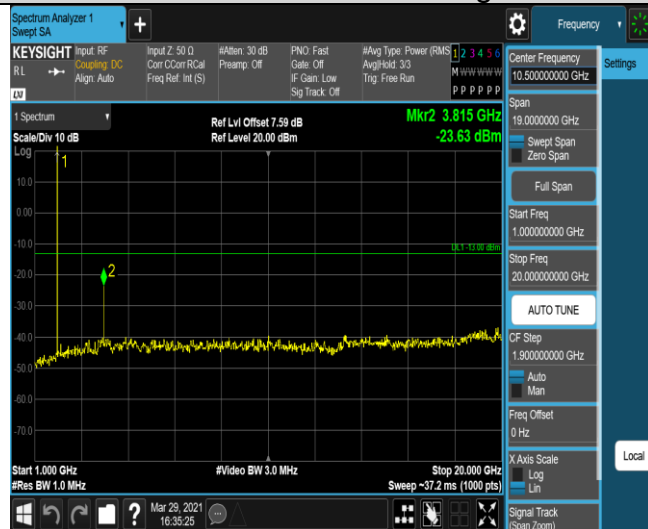 Spectrum Analyzer 1
Swept SA
Frequency
KEYSIGHT
RL
LXI
Input: RF
Coupling: DC
Align: Auto
Input Z: 50 Ω
Corr CCorr RCal
Freq Ref: Int (S)
#Atten: 30 dB
Preamp: Off
PNO: Fast
Gate: Off
IF Gain: Low
Sig Track: Off
#Avg Type: Power (RMS
Avg|Hold: 3/3
Trig: Free Run
1 2 3 4 5 6
M W W W W W
P P P P P P
1 Spectrum
Scale/Div 10 dB
Ref Lvl Offset 7.59 dB
Ref Level 20.00 dBm
Mkr2 3.815 GHz
-23.63 dBm
Log
1
10.0
0.00
-10.0
DL1 -13.00 dBm
2
-20.0
-30.0
-40.0
-50.0
-60.0
-70.0
Start 1.000 GHz
#Res BW 1.0 MHz
#Video BW 3.0 MHz
Stop 20.000 GHz
Sweep ~37.2 ms (1000 pts)
Mar 29, 2021
16:35:25
Center Frequency
10.500000000 GHz
Settings
Span
19.0000000 GHz
Swept Span
Zero Span
Full Span
Start Freq
1.000000000 GHz
Stop Freq
20.000000000 GHz
AUTO TUNE
CF Step
1.900000000 GHz
Auto
Man
Freq Offset
0 Hz
X Axis Scale
Log
Lin
Local
Signal Track
(Span Zoom)